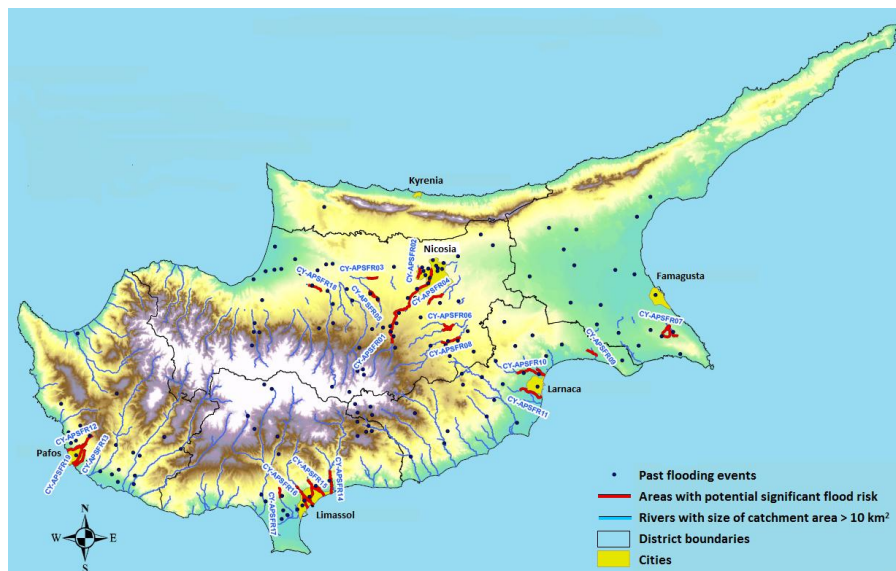 Kyrenia
Nicosia
CY-APSFR02
CY-APSFR03
CY-APSFR18
CY-APSFR04
Famagusta
CY-APSFR05
CY-APSFR06
CY-APSFR07
CY-APSFR01
CY-APSFR08
CY-APSFR09
CY-APSFR10
Larnaca
CY-APSFR11
CY-APSFR12
Pafos
CY-APSFR13
CY-APSFR19
CY-APSFR15
CY-APSFR16
CY-APSFR14
Limassol
CY-APSFR17
N
W E
S
Past flooding events
Areas with potential significant flood risk
Rivers with size of catchment area > 10 km²
District boundaries
Cities